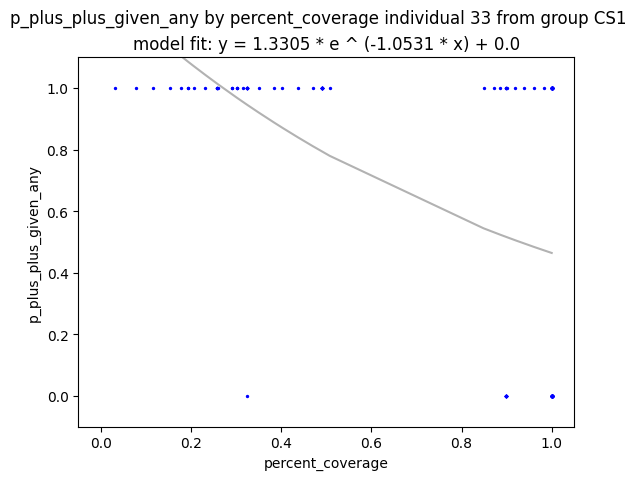 p_plus_plus_given_any by percent_coverage individual 33 from group CS1
model fit: y = 1.3305 * e ^ (-1.0531 * x) + 0.0
p_plus_plus_given_any
1.0
0.8
0.6
0.4
0.2
0.0
0.0 0.2 0.4 0.6 0.8 1.0
percent_coverage